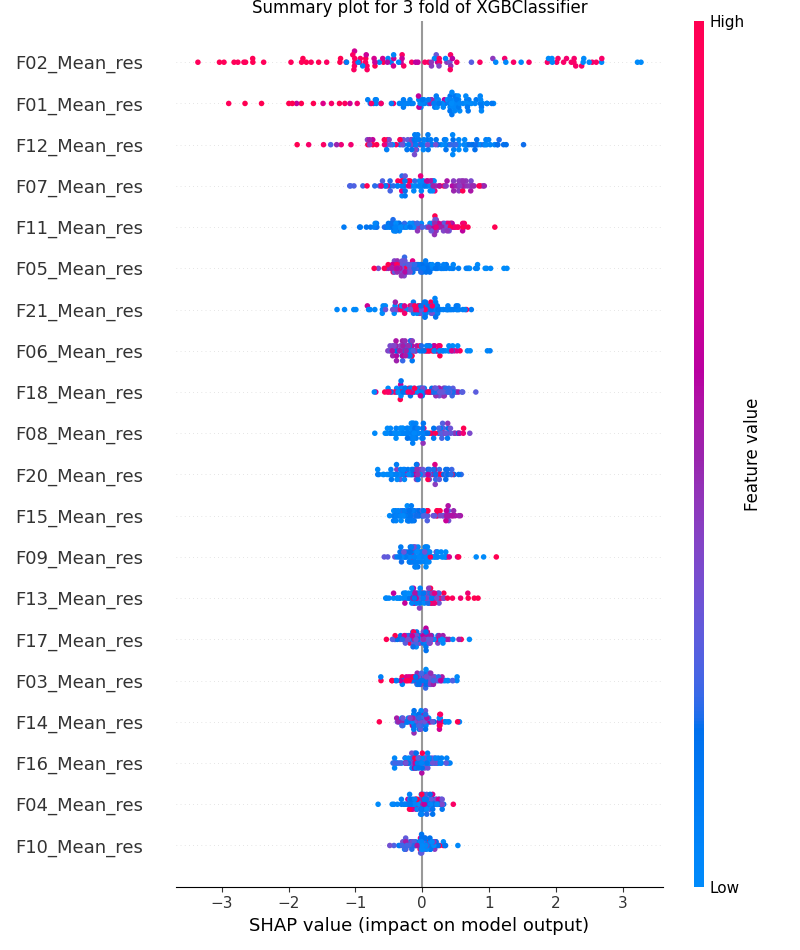 Summary plot for 3 fold of XGBClassifier
High
F02_Mean_res
F01_Mean_res
F12_Mean_res
F07_Mean_res
F11_Mean_res
F05_Mean_res
F21_Mean_res
F06_Mean_res
F18_Mean_res
F08_Mean_res
F20_Mean_res
F15_Mean_res
F09_Mean_res
F13_Mean_res
F17_Mean_res
F03_Mean_res
F14_Mean_res
F16_Mean_res
F04_Mean_res
F10_Mean_res
Feature value
Low
−3 −2 −1 0 1 2 3
SHAP value (impact on model output)